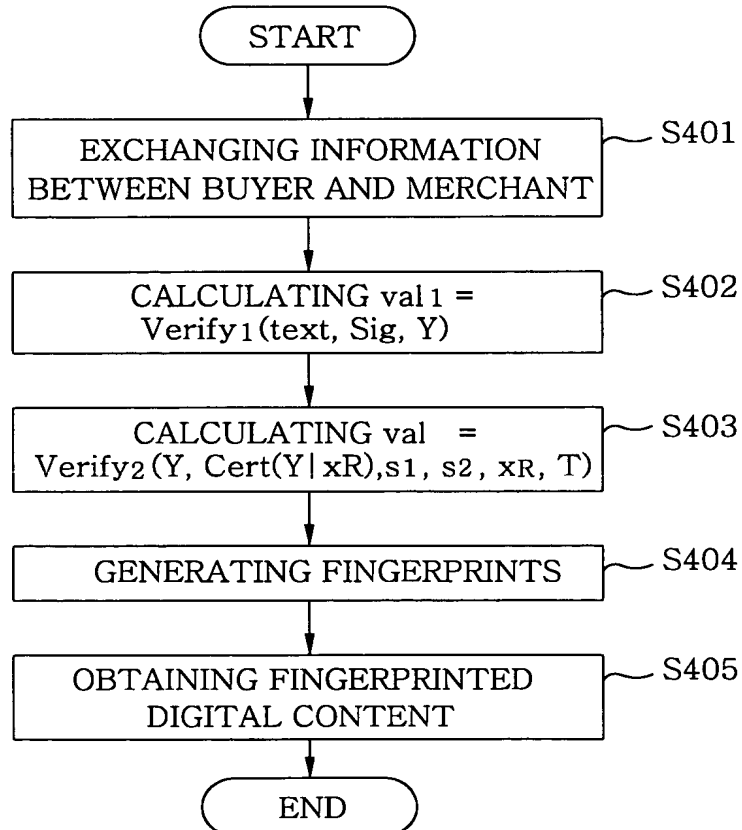 START
EXCHANGING INFORMATION
BETWEEN BUYER AND MERCHANT
S401
CALCULATING val1 =
Verify1(text, Sig, Y)
S402
CALCULATING val =
Verify2(Y, Cert(Y|xR),s1, s2, xR, T)
S403
GENERATING FINGERPRINTS
S404
OBTAINING FINGERPRINTED
DIGITAL CONTENT
S405
END